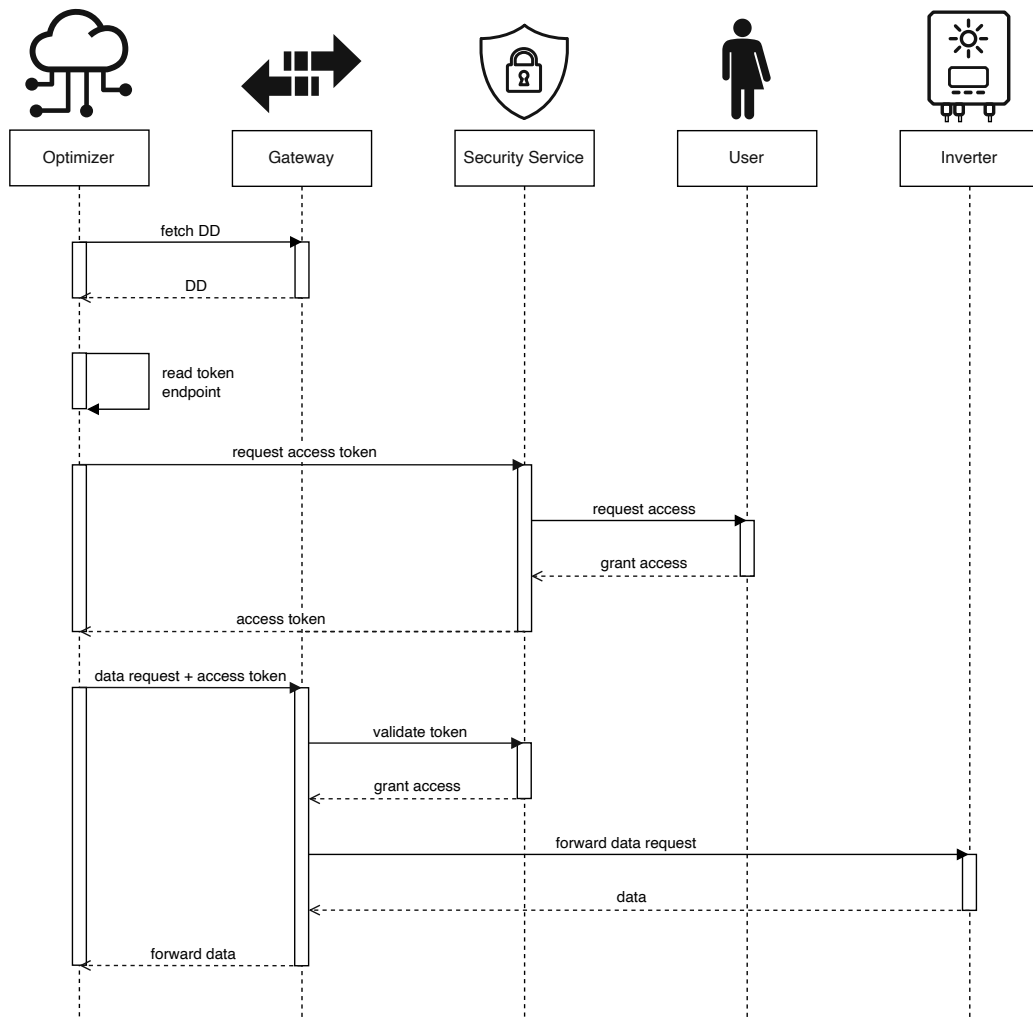 Optimizer
Gateway
Security Service
User
Inverter
fetch DD
DD
read token
endpoint
request access token
request access
grant access
access token
data request + access token
validate token
grant access
forward data request
data
forward data